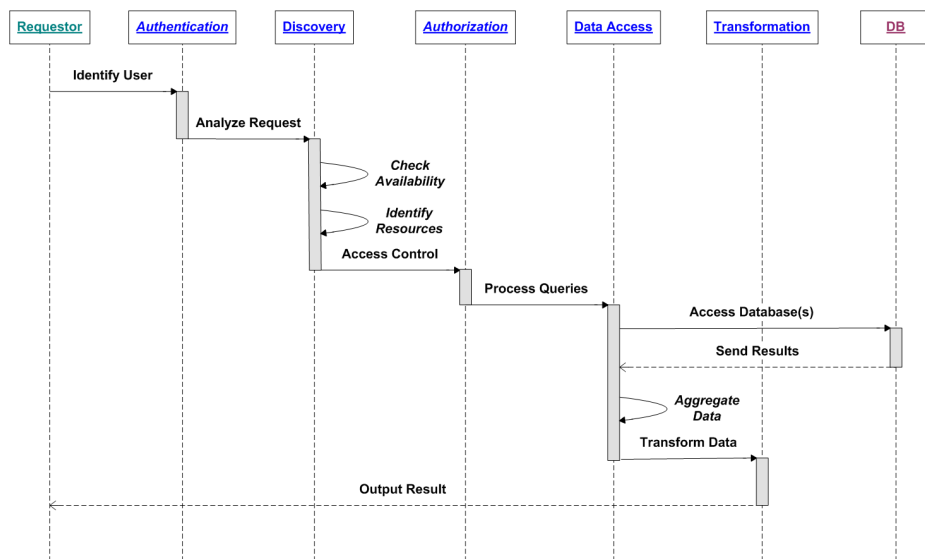 Requestor Authentication Discovery Authorization Data Access Transformation DB
Identify User
Analyze Request
Check
Availability
Identify
Resources
Access Control
Process Queries
Access Database(s)
Send Results
Aggregate
Data
Transform Data
Output Result